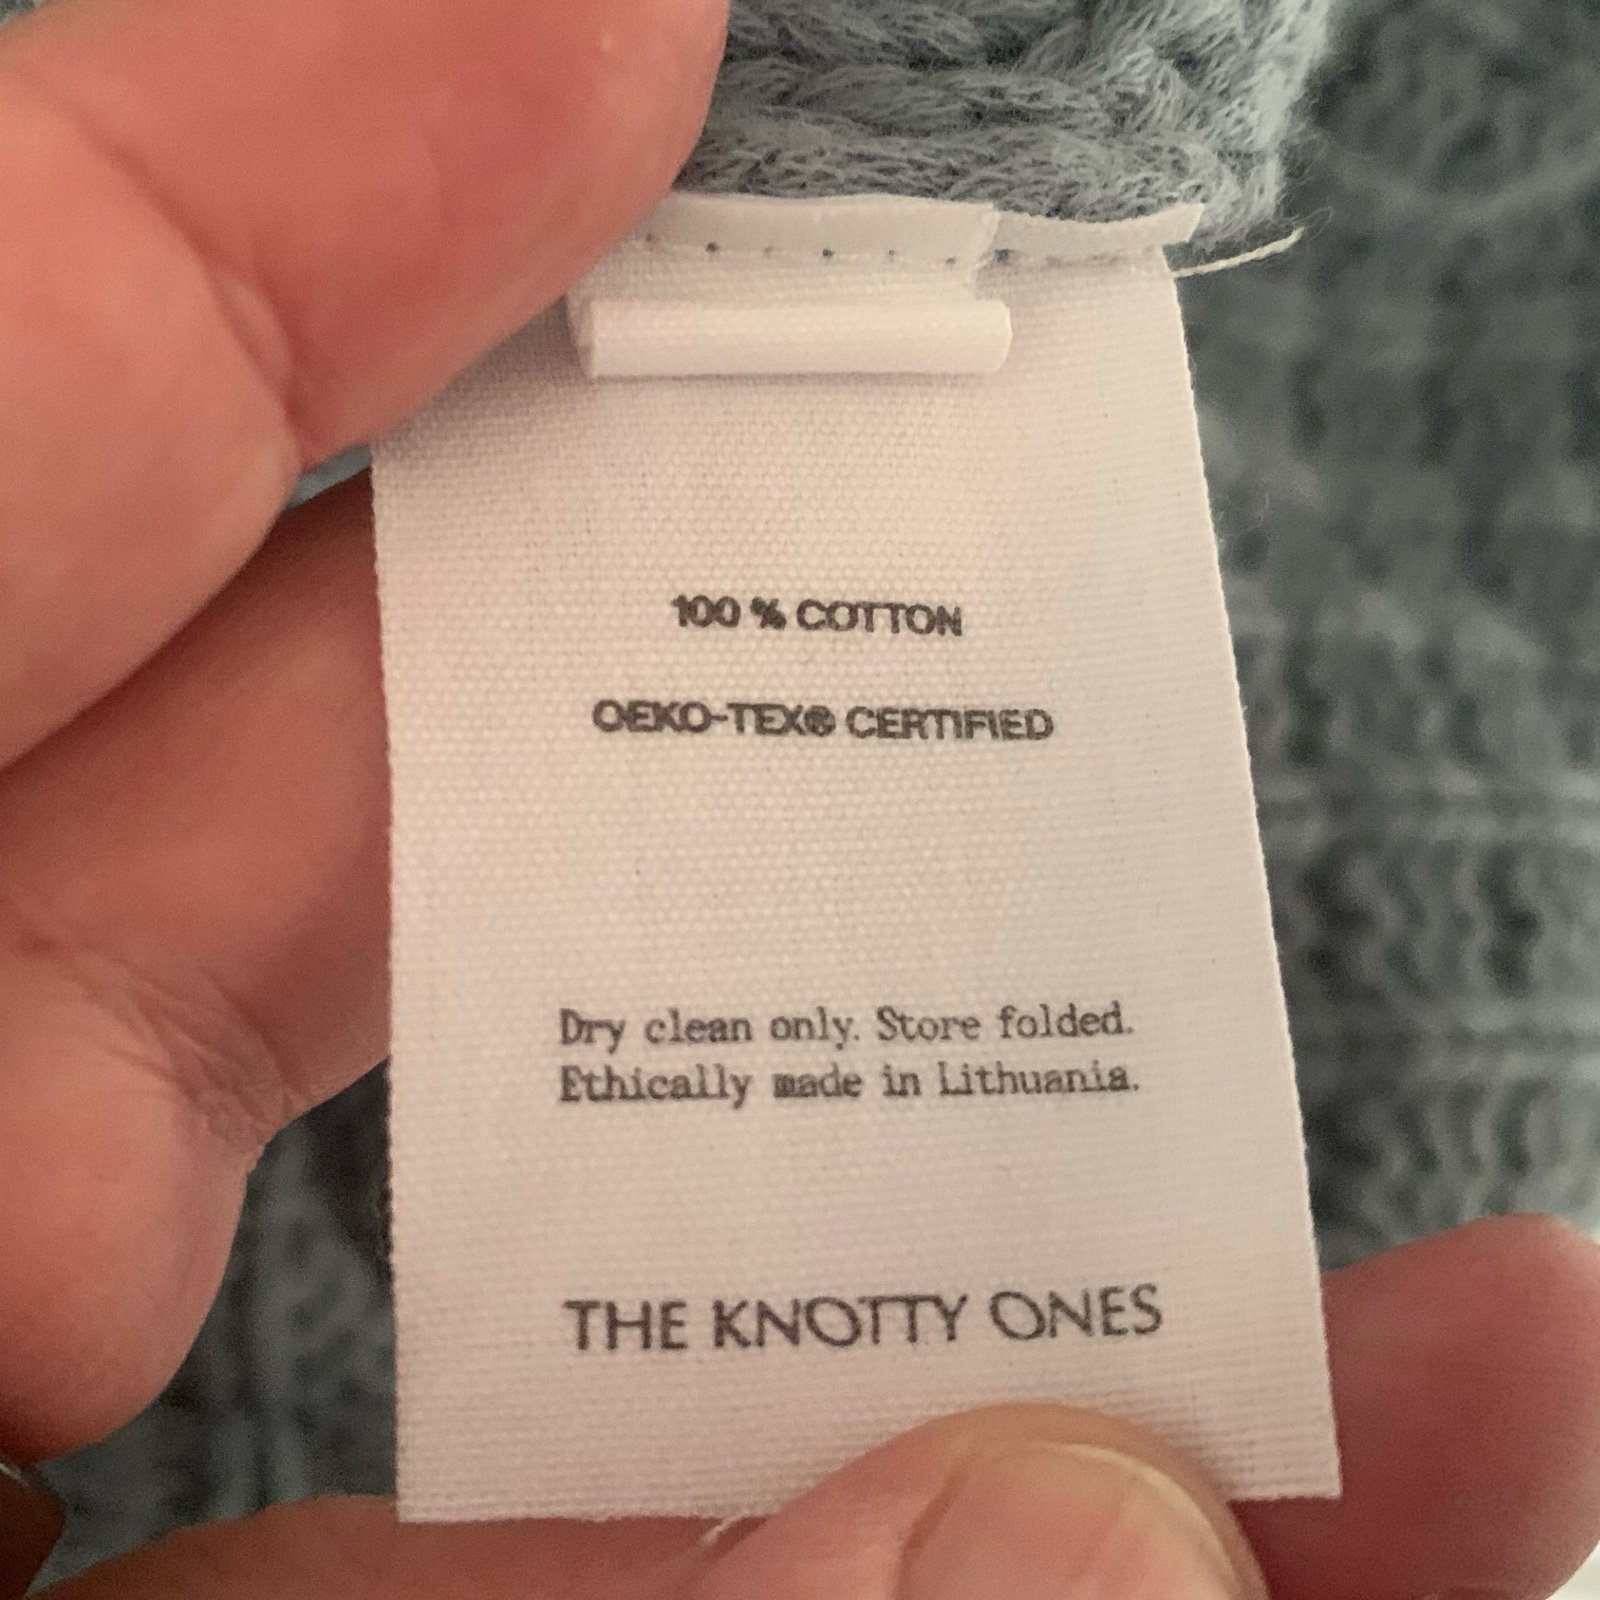 100 % COTTON
OEKO-TEX® CERTIFIED
Dry clean only. Store folded.
Ethically made in Lithuania.
THE KNOTTY ONES